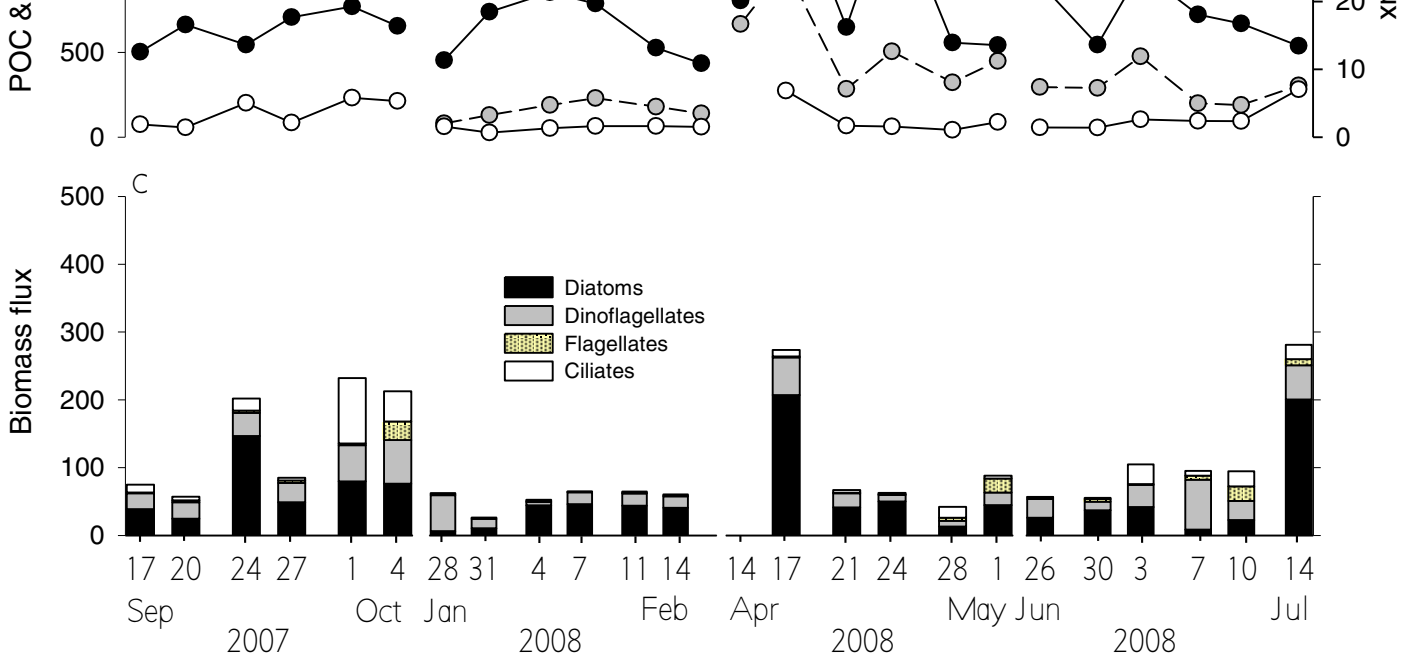 POC &
500
0
20
10
0
ix
C
500
400
300
200
100
0
Biomass flux
Diatoms
Dinoflagellates
Flagellates
Ciliates
17 20 24 27 1 4 28 31 4 7 11 14 14 17 21 24 28 1 26 30 3 7 10 14
Sep Oct Jan Feb Apr May Jun Jul
2007 2008 2008 2008